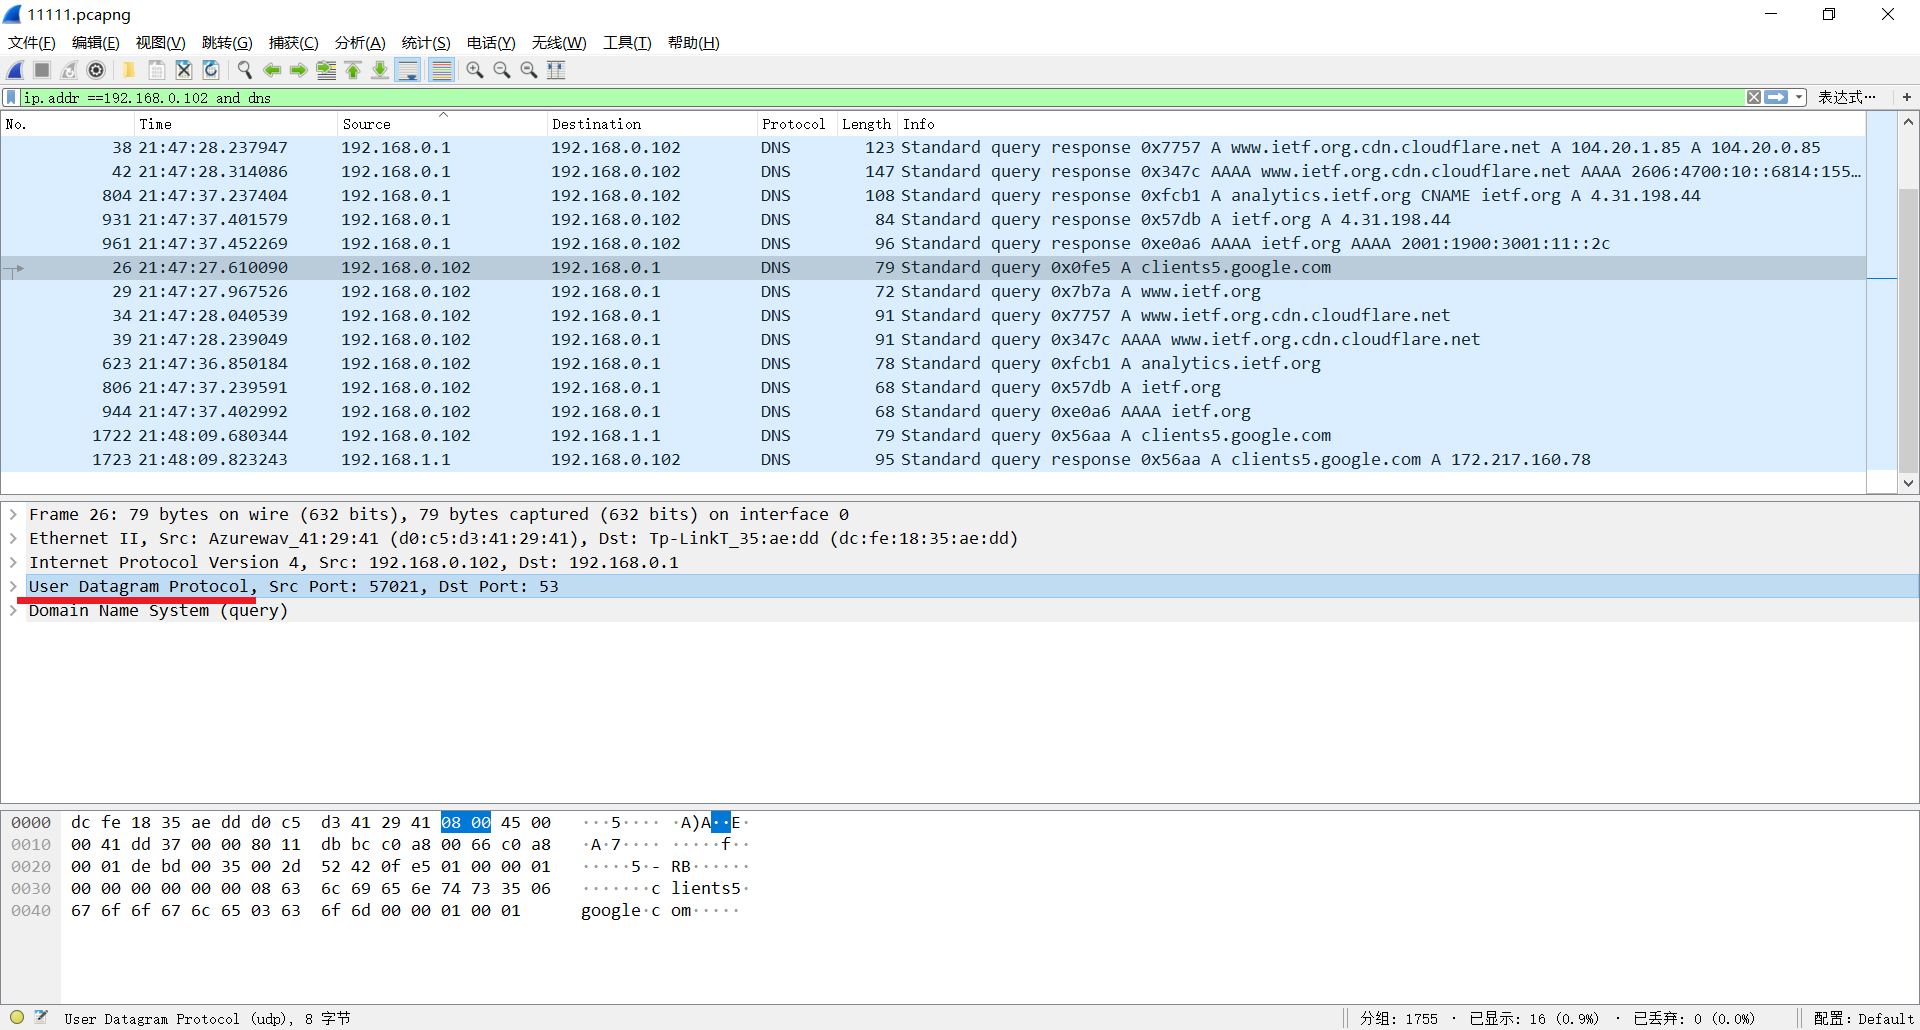 11111.pcapng
文件(F) 编辑(E) 视图(V) 跳转(G) 捕获(C) 分析(A) 统计(S) 电话(Y) 无线(W) 工具(T) 帮助(H)
ip.addr ==192.168.0.102 and dns 表达式… +
No. Time Source Destination Protocol Length Info
38 21:47:28.237947 192.168.0.1 192.168.0.102 DNS 123 Standard query response 0x7757 A www.ietf.org.cdn.cloudflare.net A 104.20.1.85 A 104.20.0.85
42 21:47:28.314086 192.168.0.1 192.168.0.102 DNS 147 Standard query response 0x347c AAAA www.ietf.org.cdn.cloudflare.net AAAA 2606:4700:10::6814:155…
804 21:47:37.237404 192.168.0.1 192.168.0.102 DNS 108 Standard query response 0xfcb1 A analytics.ietf.org CNAME ietf.org A 4.31.198.44
931 21:47:37.401579 192.168.0.1 192.168.0.102 DNS 84 Standard query response 0x57db A ietf.org A 4.31.198.44
961 21:47:37.452269 192.168.0.1 192.168.0.102 DNS 96 Standard query response 0xe0a6 AAAA ietf.org AAAA 2001:1900:3001:11::2c
26 21:47:27.610090 192.168.0.102 192.168.0.1 DNS 79 Standard query 0x0fe5 A clients5.google.com
29 21:47:27.967526 192.168.0.102 192.168.0.1 DNS 72 Standard query 0x7b7a A www.ietf.org
34 21:47:28.040539 192.168.0.102 192.168.0.1 DNS 91 Standard query 0x7757 A www.ietf.org.cdn.cloudflare.net
39 21:47:28.239049 192.168.0.102 192.168.0.1 DNS 91 Standard query 0x347c AAAA www.ietf.org.cdn.cloudflare.net
623 21:47:36.850184 192.168.0.102 192.168.0.1 DNS 78 Standard query 0xfcb1 A analytics.ietf.org
806 21:47:37.239591 192.168.0.102 192.168.0.1 DNS 68 Standard query 0x57db A ietf.org
944 21:47:37.402992 192.168.0.102 192.168.0.1 DNS 68 Standard query 0xe0a6 AAAA ietf.org
1722 21:48:09.680344 192.168.0.102 192.168.1.1 DNS 79 Standard query 0x56aa A clients5.google.com
1723 21:48:09.823243 192.168.1.1 192.168.0.102 DNS 95 Standard query response 0x56aa A clients5.google.com A 172.217.160.78
Frame 26: 79 bytes on wire (632 bits), 79 bytes captured (632 bits) on interface 0
Ethernet II, Src: Azurewav_41:29:41 (d0:c5:d3:41:29:41), Dst: Tp-LinkT_35:ae:dd (dc:fe:18:35:ae:dd)
Internet Protocol Version 4, Src: 192.168.0.102, Dst: 192.168.0.1
User Datagram Protocol, Src Port: 57021, Dst Port: 53
Domain Name System (query)
0000 dc fe 18 35 ae dd d0 c5 d3 41 29 41 08 00 45 00 ···5···· ·A)A··E·
0010 00 41 dd 37 00 00 80 11 db bc c0 a8 00 66 c0 a8 ·A·7···· ·····f··
0020 00 01 de bd 00 35 00 2d 52 42 0f e5 01 00 00 01 ·····5·- RB······
0030 00 00 00 00 00 00 08 63 6c 69 65 6e 74 73 35 06 ·······c lients5·
0040 67 6f 6f 67 6c 65 03 63 6f 6d 00 00 01 00 01 google·c om·····
User Datagram Protocol (udp), 8 字节 分组: 1755 · 已显示: 16 (0.9%) · 已丢弃: 0 (0.0%) 配置: Default